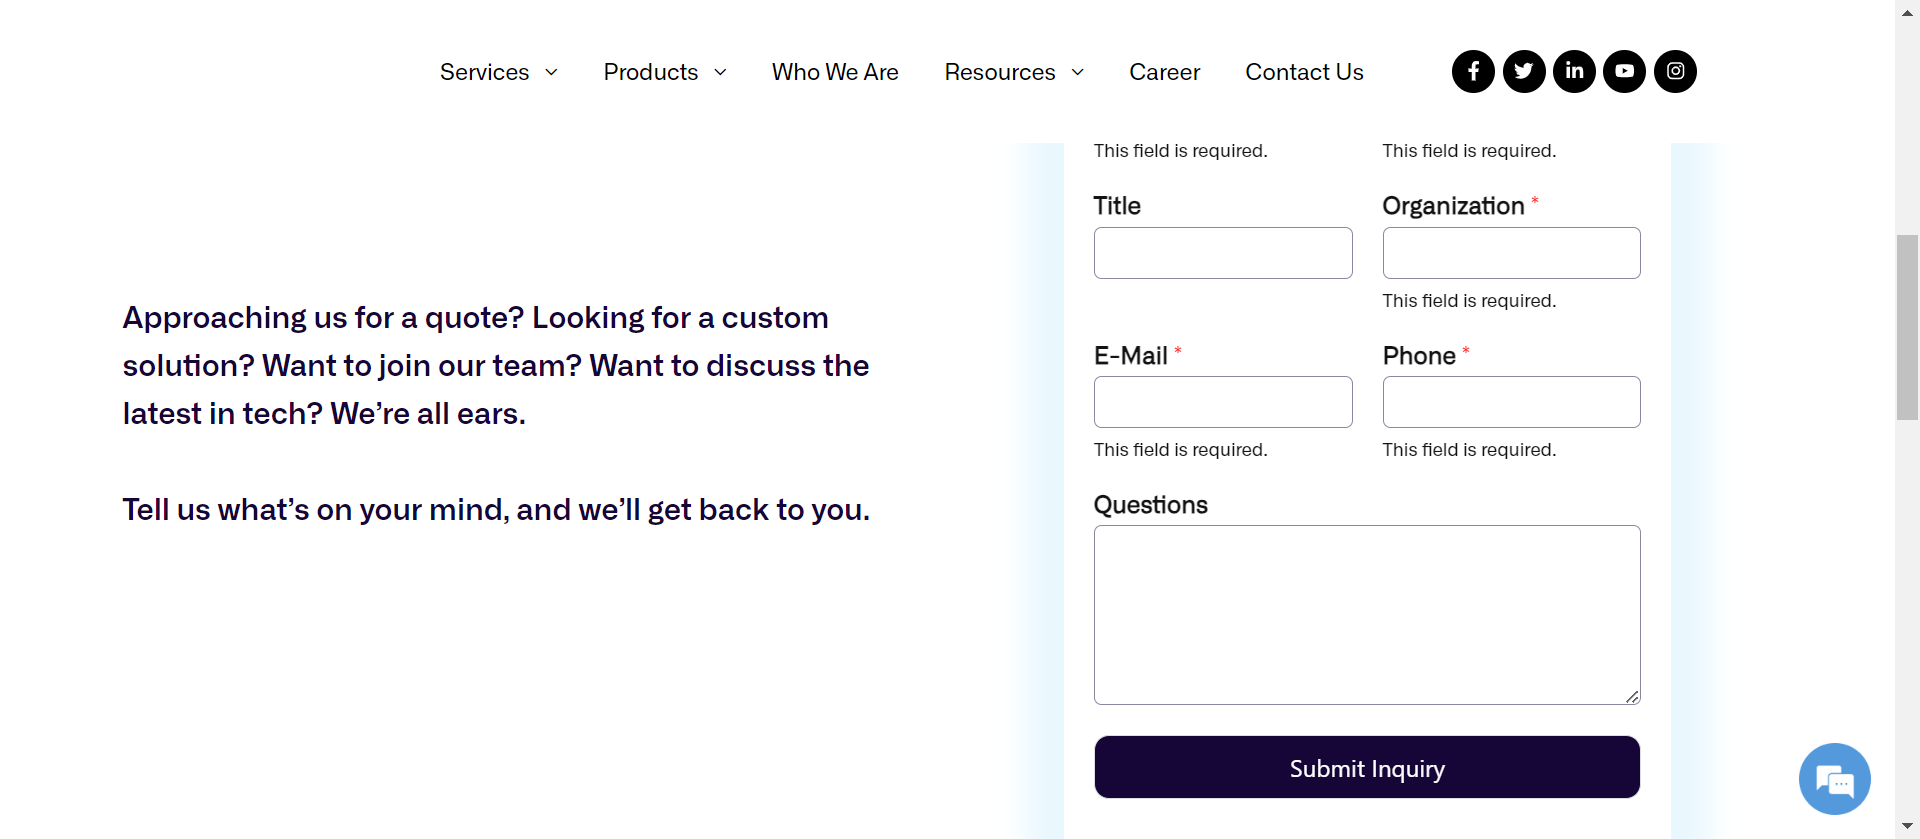 Services Products Who We Are Resources Career Contact Us
This field is required. This field is required.
Title Organization *
This field is required.
E-Mail * Phone *
This field is required. This field is required.
Questions
Submit Inquiry
Approaching us for a quote? Looking for a custom
solution? Want to join our team? Want to discuss the
latest in tech? We’re all ears.
Tell us what’s on your mind, and we’ll get back to you.